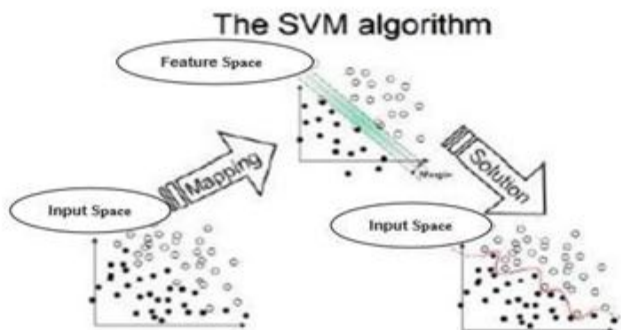 The SVM algorithm
Feature Space
Margin
Mapping
Solution
Input Space
Input Space